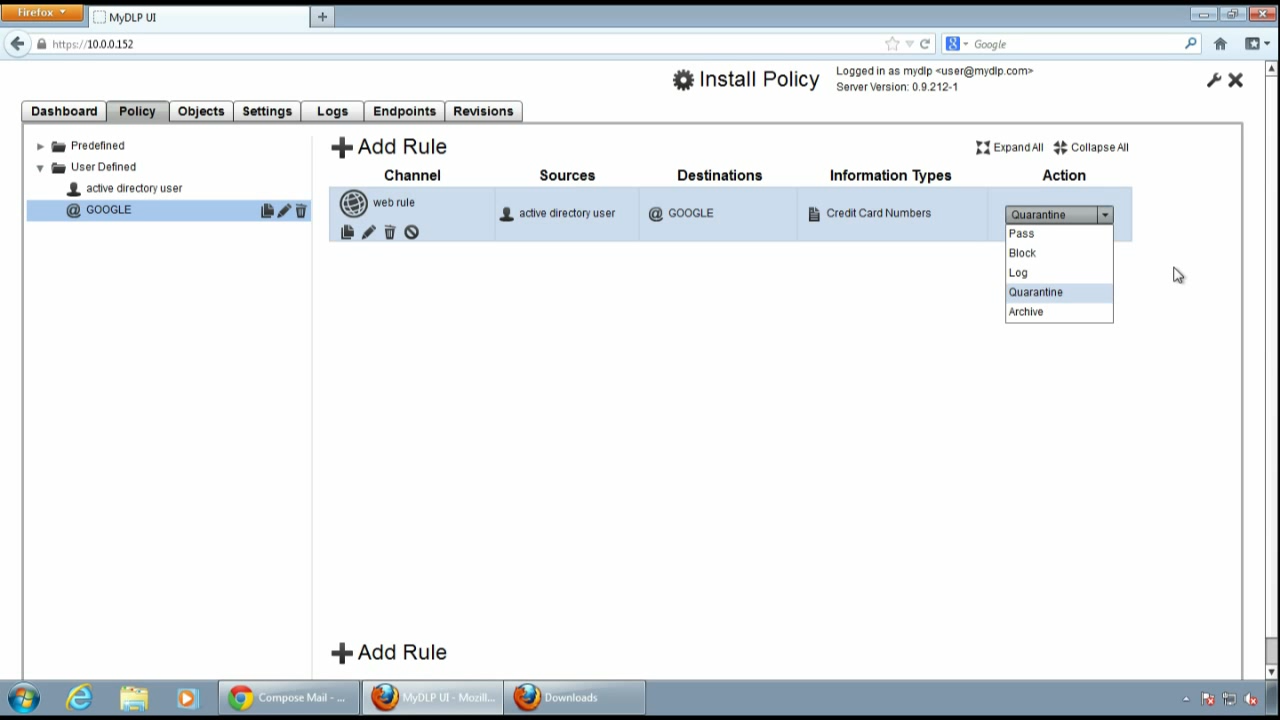 Firefox
MyDLP UI
https://10.0.0.152
Google
Install Policy
Logged in as mydlp <user@mydlp.com>
Server Version: 0.9.212-1
Dashboard
Policy
Objects
Settings
Logs
Endpoints
Revisions
Predefined
User Defined
active directory user
GOOGLE
Add Rule
Expand All
Collapse All
Channel
Sources
Destinations
Information Types
Action
web rule
active directory user
GOOGLE
Credit Card Numbers
Quarantine
Pass
Block
Log
Quarantine
Archive
Add Rule
Compose Mail - ...
MyDLP UI - Mozill...
Downloads